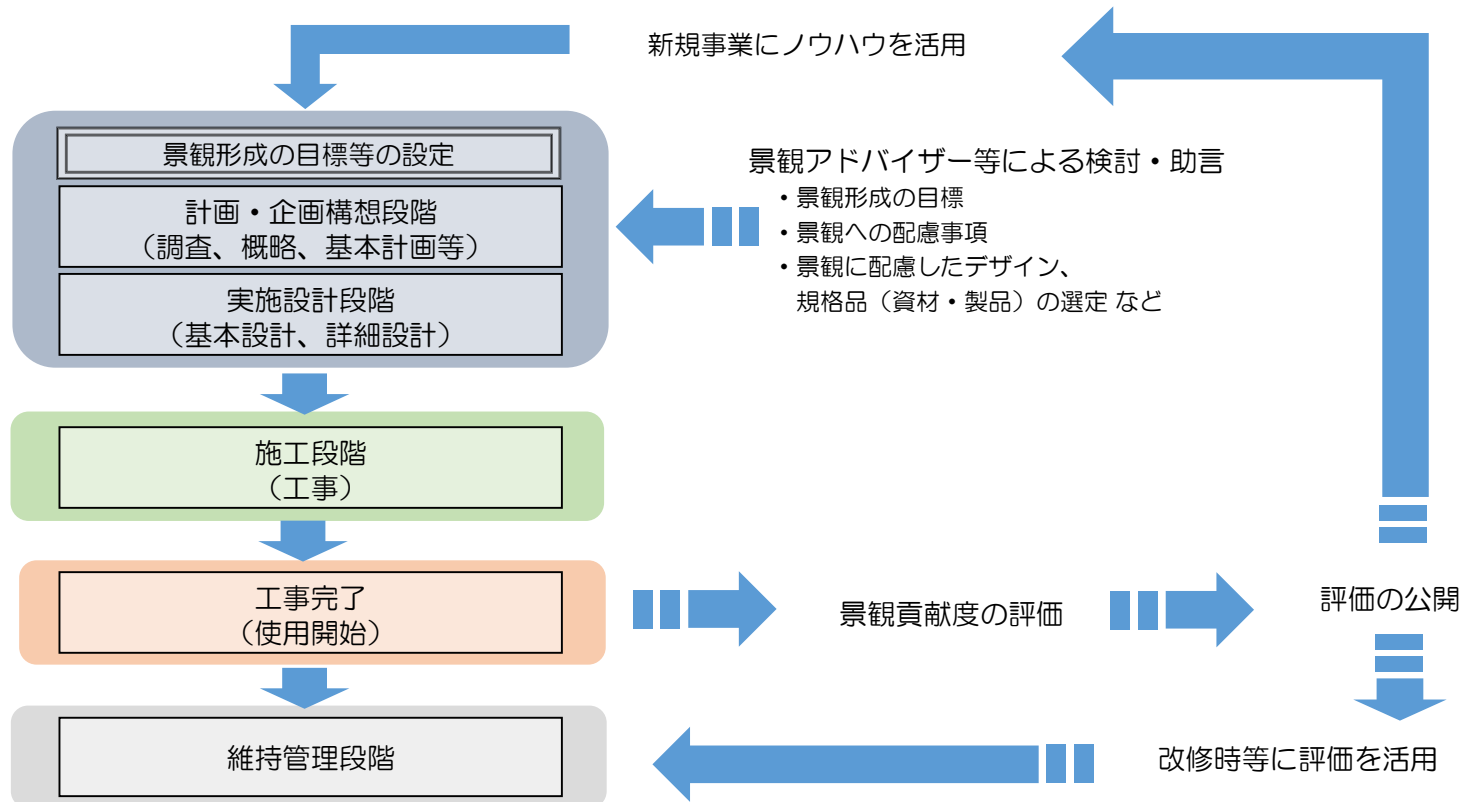 新規事業にノウハウを活用
景観形成の目標等の設定
計画・企画構想段階
（調査、概略、基本計画等）
実施設計段階
（基本設計、詳細設計）
景観アドバイザー等による検討・助言
・景観形成の目標
・景観への配慮事項
・景観に配慮したデザイン、
規格品（資材・製品）の選定 など
施工段階
（工事）
工事完了
（使用開始）
景観貢献度の評価
評価の公開
維持管理段階
改修時等に評価を活用